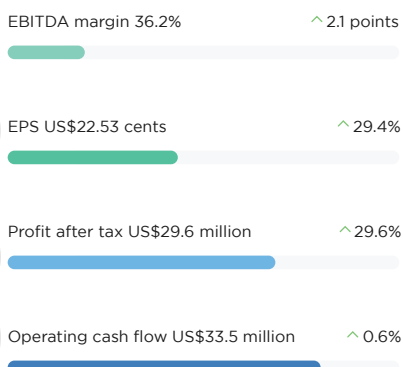 EBITDA margin 36.2% ^ 2.1 points
EPS US$22.53 cents ^ 29.4%
Profit after tax US$29.6 million ^ 29.6%
Operating cash flow US$33.5 million ^ 0.6%